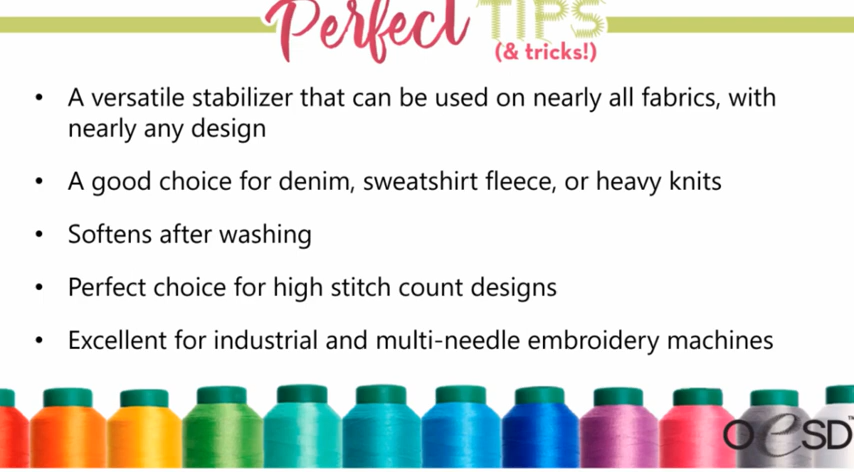 Perfect TIPS
(& tricks!)
• A versatile stabilizer that can be used on nearly all fabrics, with
nearly any design
• A good choice for denim, sweatshirt fleece, or heavy knits
• Softens after washing
• Perfect choice for high stitch count designs
• Excellent for industrial and multi-needle embroidery machines
oeSD™